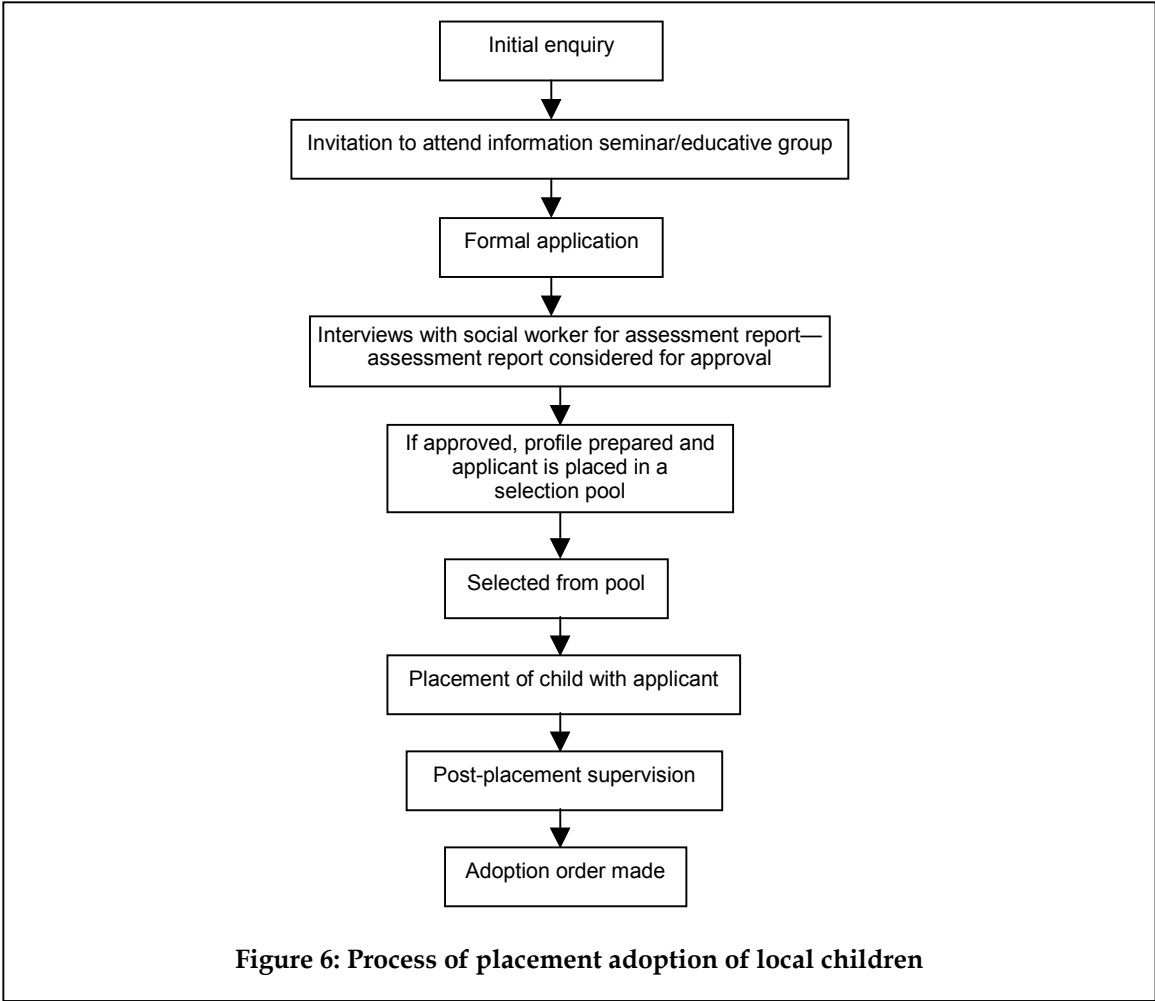 Initial enquiry
Invitation to attend information seminar/educative group
Formal application
Interviews with social worker for assessment report—
assessment report considered for approval
If approved, profile prepared and
applicant is placed in a
selection pool
Selected from pool
Placement of child with applicant
Post-placement supervision
Adoption order made
Figure 6: Process of placement adoption of local children